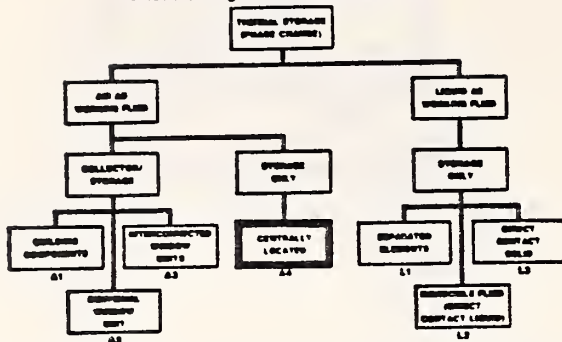 THERMAL STORAGE
(PHASE CHANGE)
AIR AS
WORKING FLUID
LIQUID AS
WORKING FLUID
COLLECTOR/
STORAGE
STORAGE
ONLY
STORAGE
ONLY
BUILDING
COMPONENTS
A1
INTERCONNECTED
WINDOW
UNITS
A3
CENTRALLY
LOCATED
A4
SEPARATED
ELEMENTS
L1
DIRECT
CONTACT
SOLID
L3
INDIVIDUAL
WINDOW
UNIT
A2
IMMISCIBLE FLUID
(DIRECT
CONTACT LIQUID)
L2